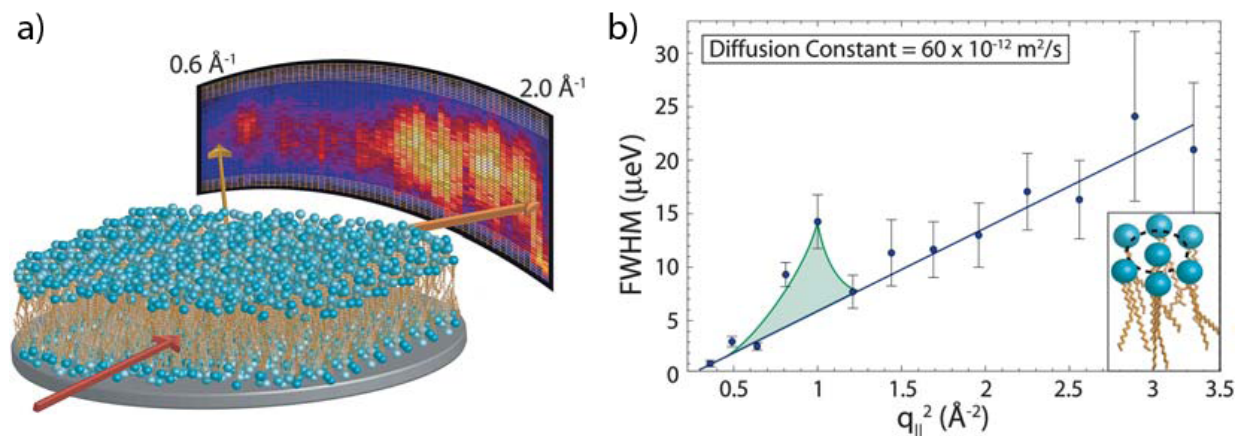 a)
0.6 Å⁻¹
2.0 Å⁻¹
b)
Diffusion Constant = 60 x 10⁻¹² m²/s
FWHM (μeV)
30
25
20
15
10
5
0
0.5
1
1.5
2
2.5
3
3.5
q||² (Å⁻²)